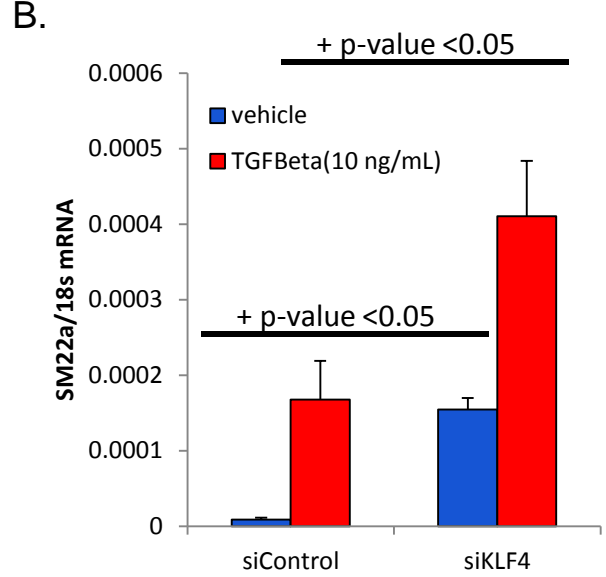 B.
+ p-value <0.05
0.0006
vehicle
0.0005
TGFBeta(10 ng/mL)
0.0004
SM22a/18s mRNA
0.0003
+ p-value <0.05
0.0002
0.0001
0
siControl
siKLF4